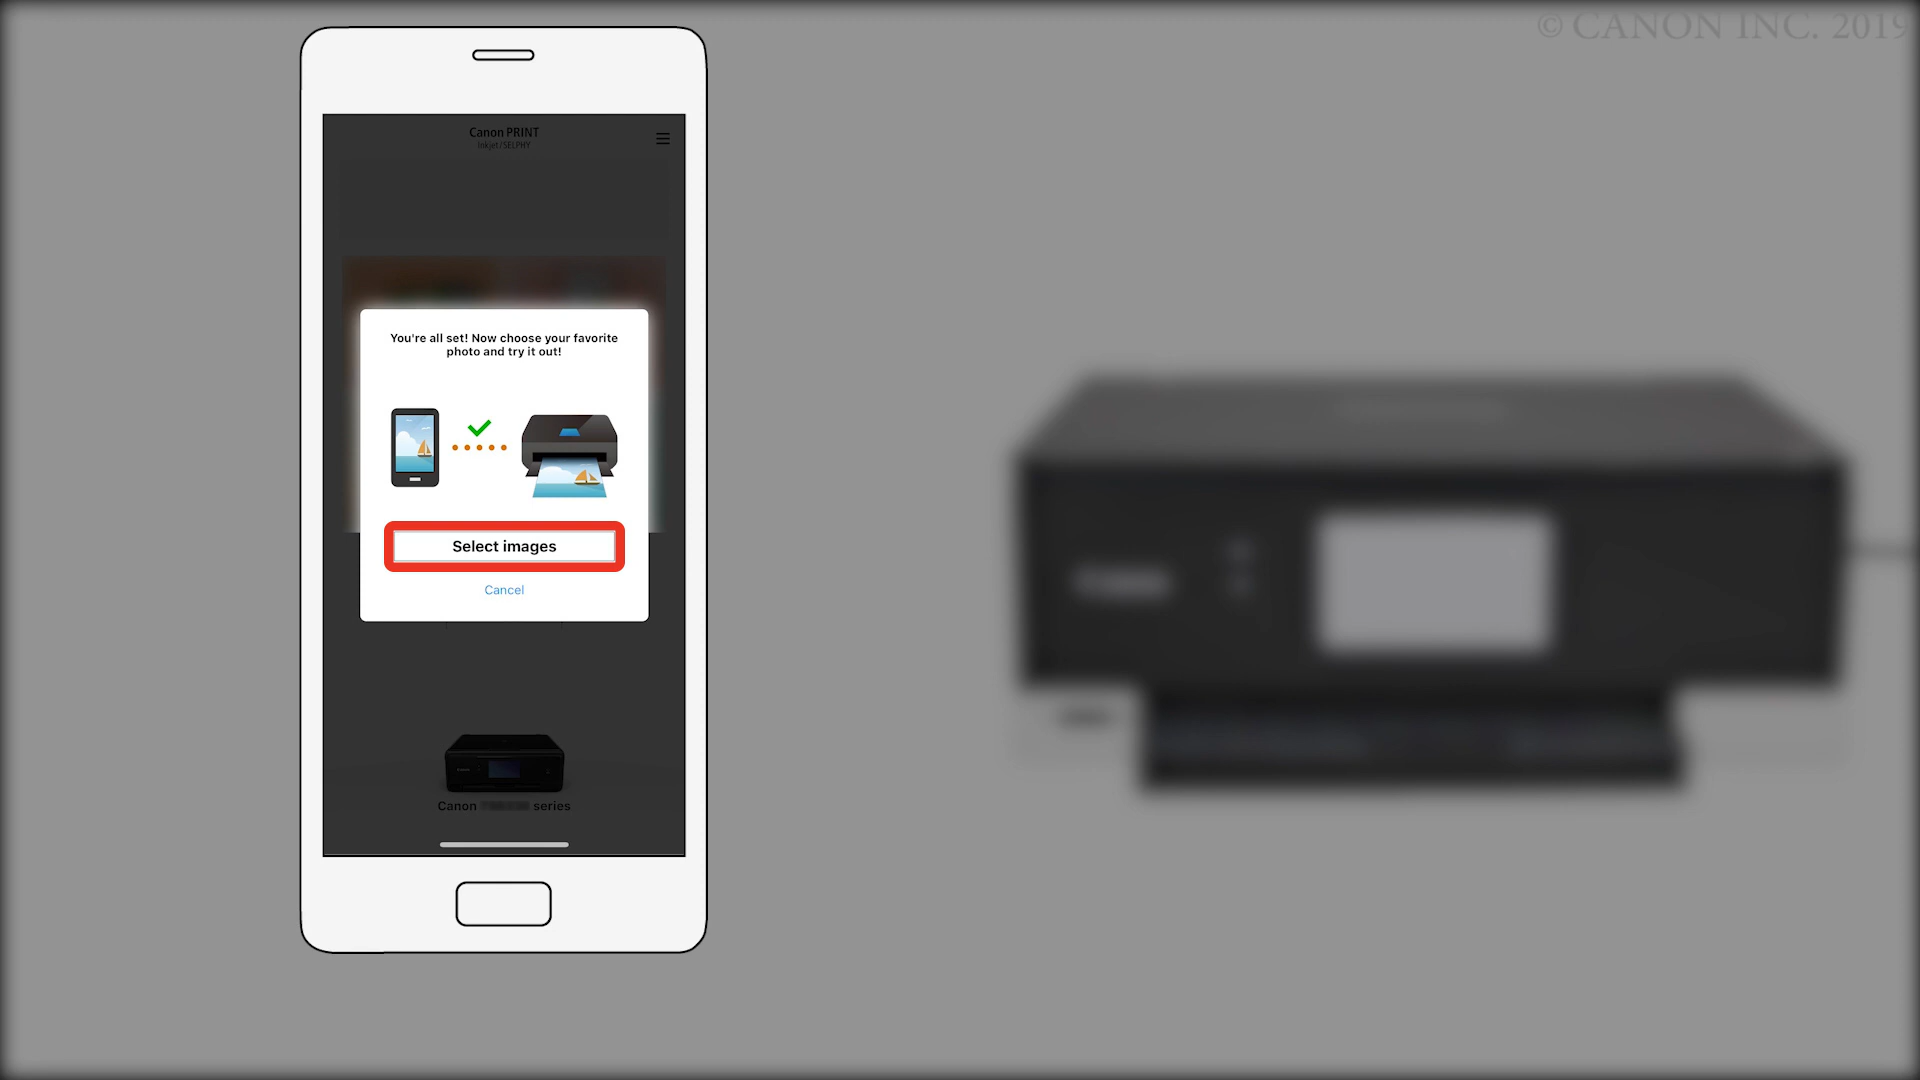 © CANON INC. 2019
Canon PRINT
Inkjet/SELPHY
You're all set! Now choose your favorite
photo and try it out!
Select images
Cancel
Canon series